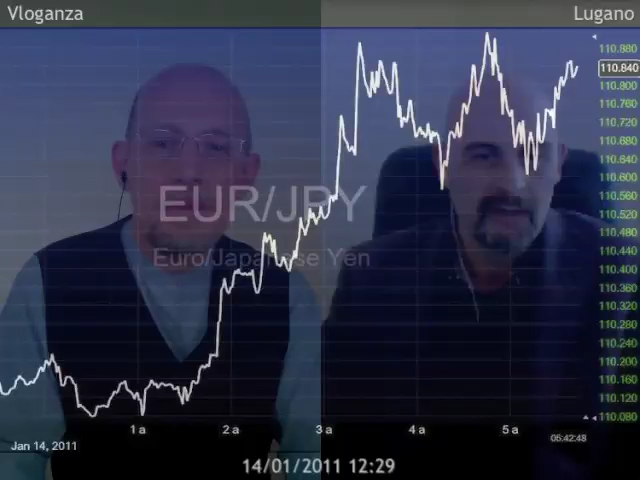 Vloganza
Lugano
110.880
110.840
110.800
110.760
110.720
110.680
110.640
110.600
110.560
110.520
110.480
110.440
110.400
110.360
110.320
110.280
110.240
110.200
110.160
110.120
110.080
EUR/JPY
Euro/Japanese Yen
1 a
2 a
3 a
4 a
5 a
Jan 14, 2011
05:42:48
14/01/2011 12:29